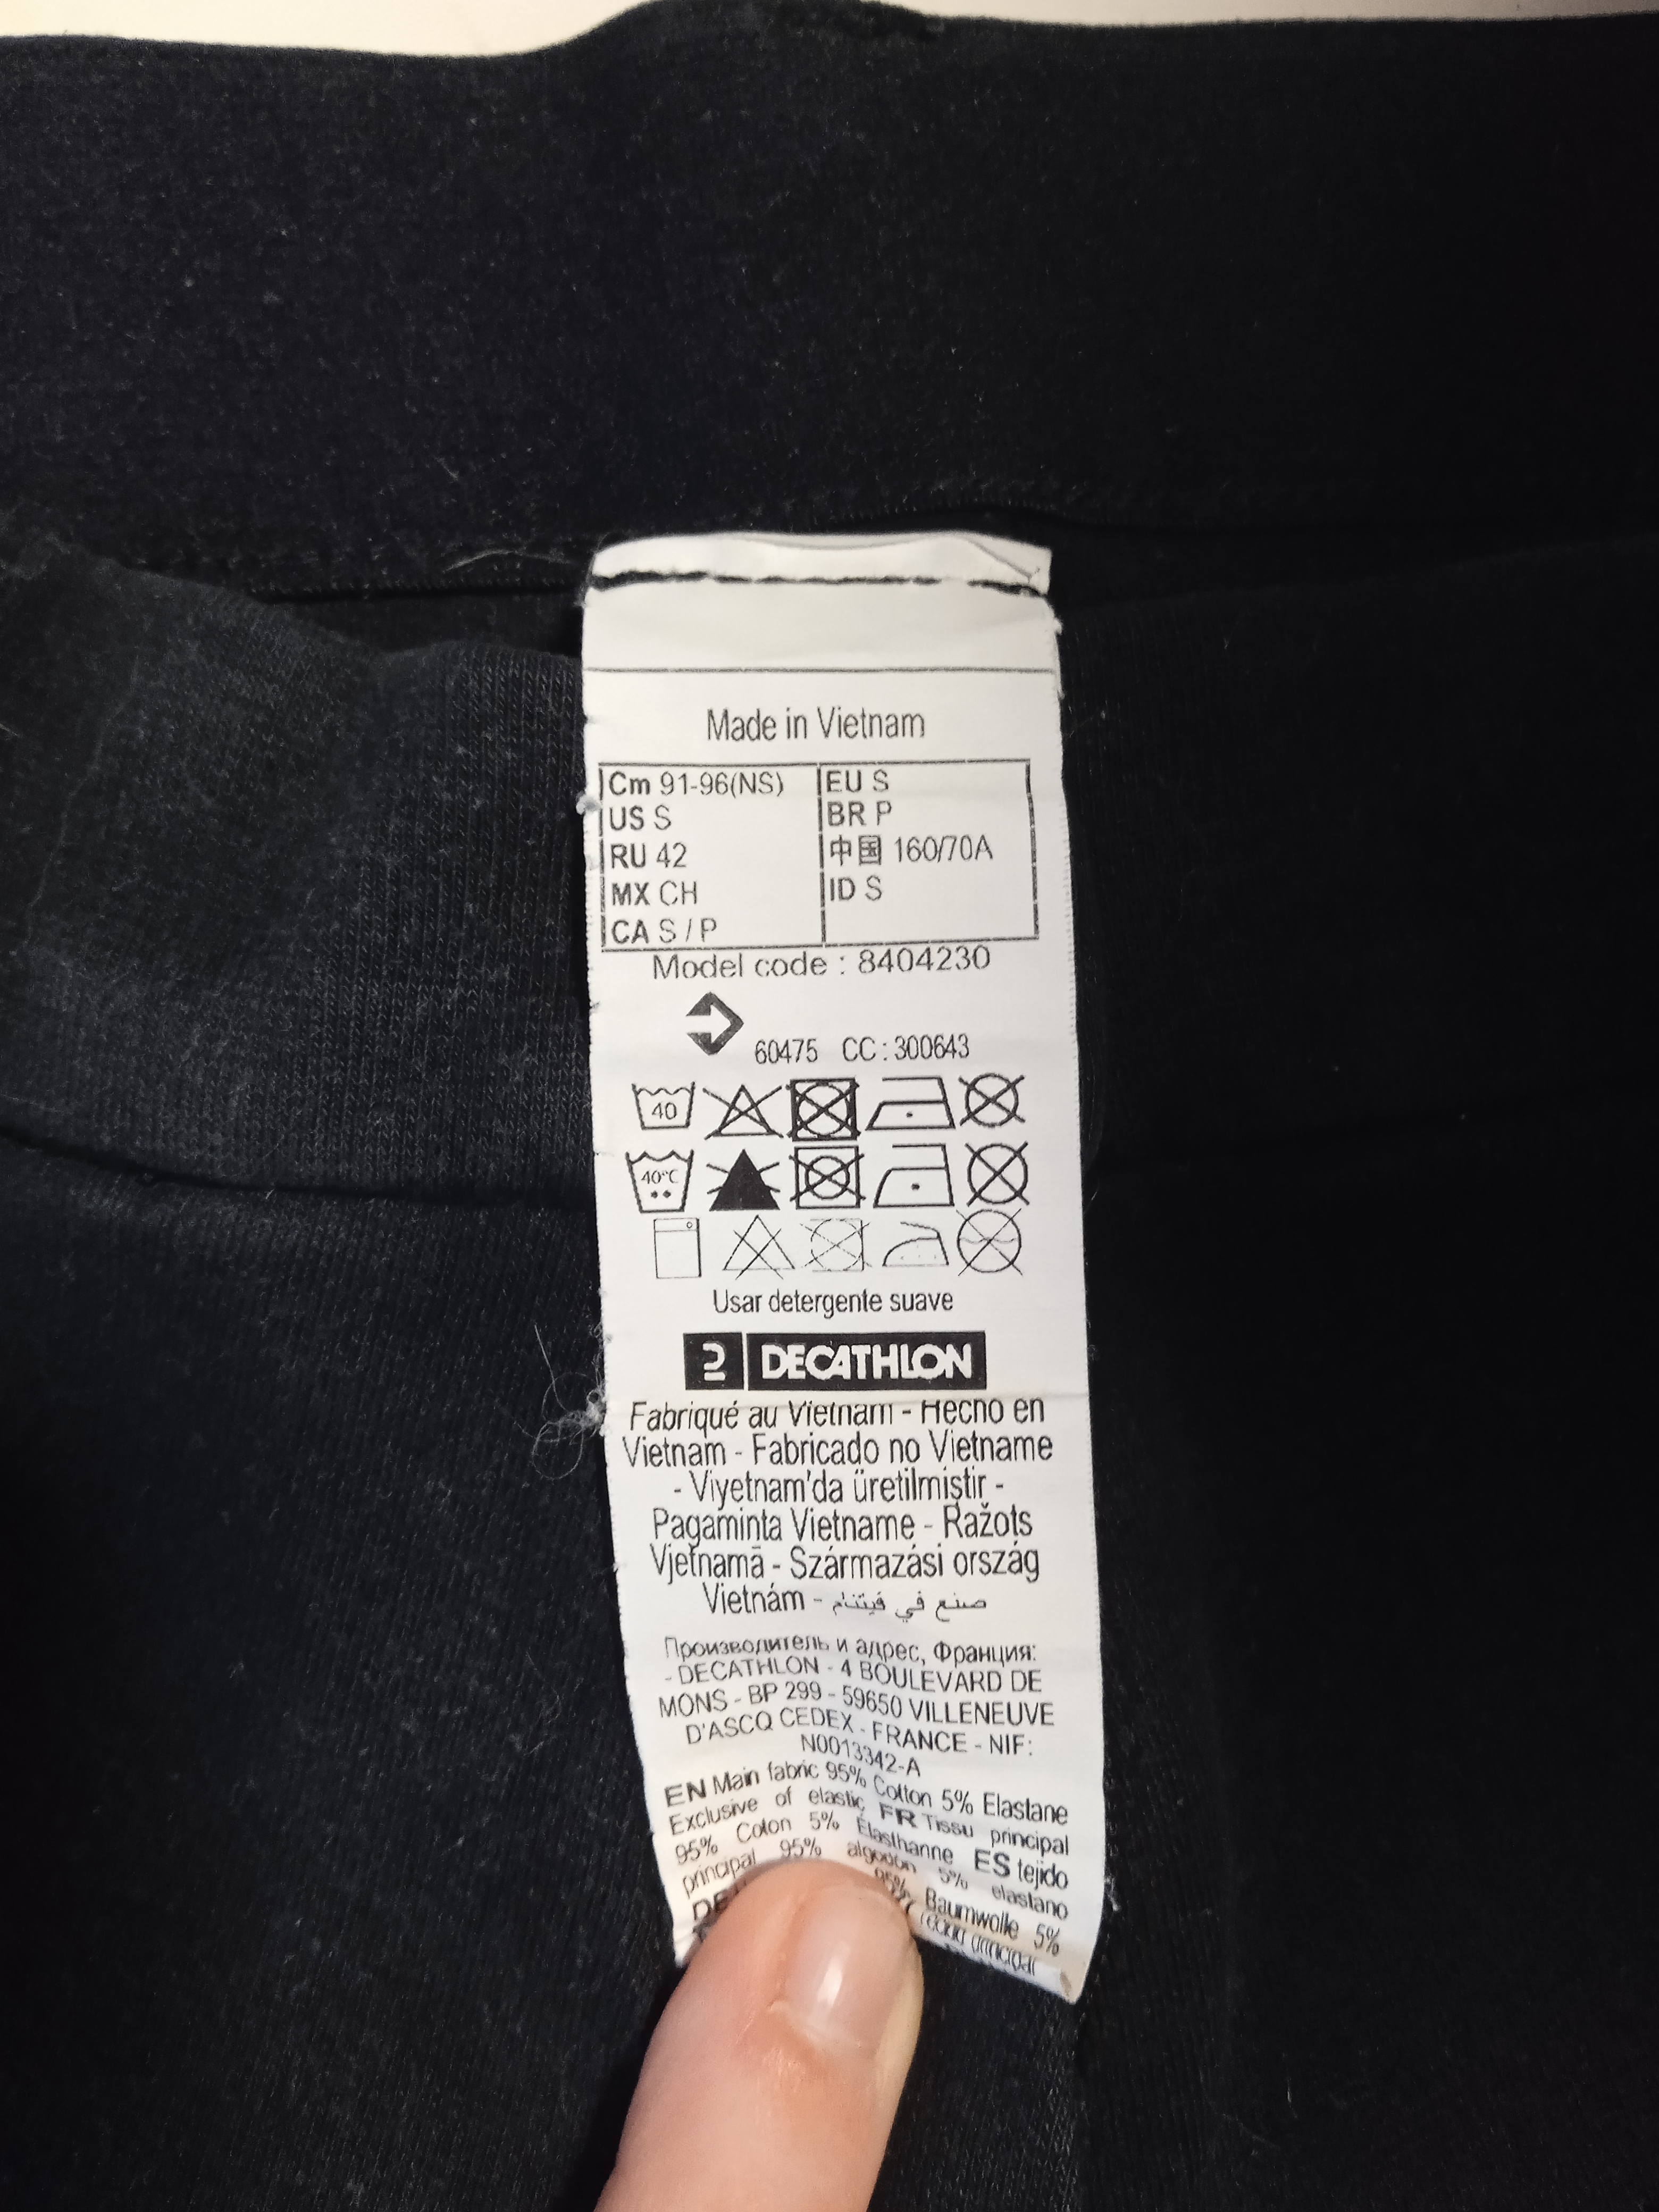 Made in Vietnam
Cm 91-96(NS) EU S
US S BR P
RU 42 中国 160/70A
MX CH ID S
CA S / P
Model code : 8404230
60475 CC : 300643
40
40°C
Usar detergente suave
DECATHLON
Fabriqué au Vietnam - Hecho en
Vietnam - Fabricado no Vietname
- Viyetnam'da üretilmiştir -
Pagaminta Vietname - Ražots
Vjetnamā - Származási ország
Vietnám - صنع في فيتنام
Производитель и адрес, Франция:
- DECATHLON - 4 BOULEVARD DE
MONS - BP 299 - 59650 VILLENEUVE
D'ASCQ CEDEX - FRANCE - NIF:
N0013342-A
EN Main fabric 95% Cotton 5% Elastane
Exclusive of elastic FR Tissu principal
95% Coton 5% Élasthanne ES tejido
principal 95% algodón 5% elastano
95% Baumwolle 5%
principal